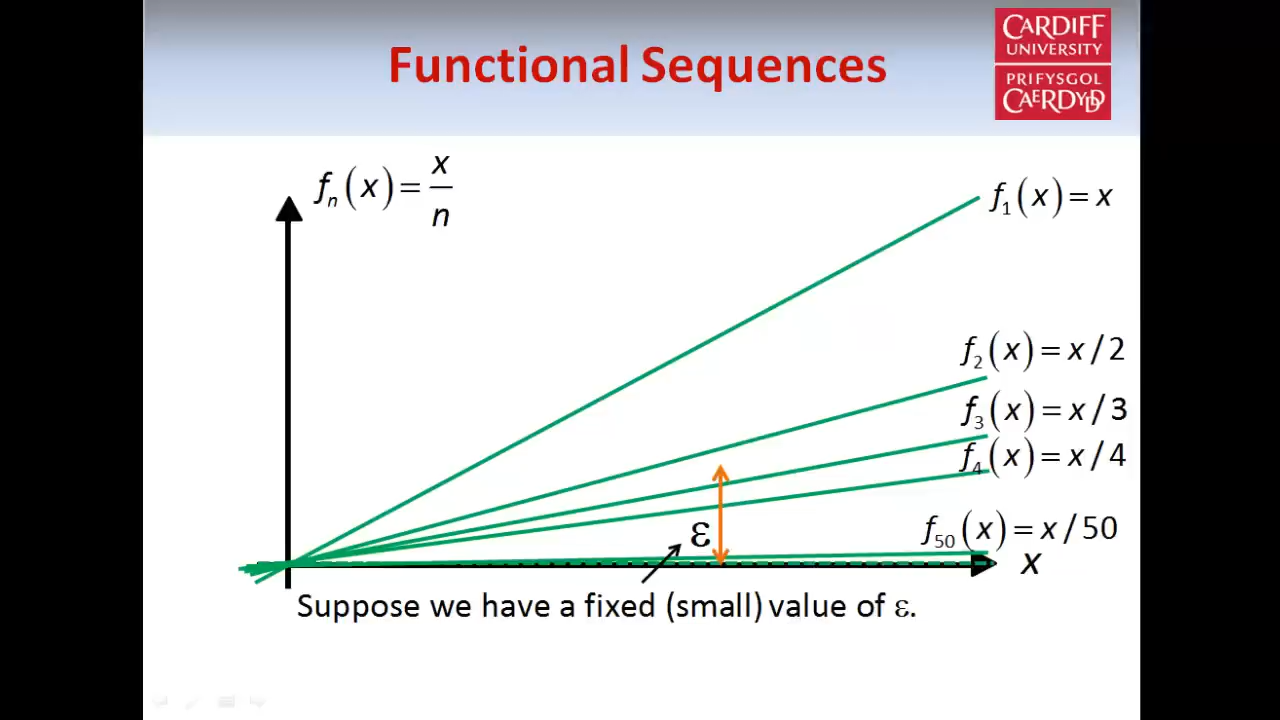 Functional Sequences
CARDIFF
UNIVERSITY
PRIFYSGOL
CAERDYDD
fₙ(x) = x/n
f₁(x) = x
f₂(x) = x/2
f₃(x) = x/3
f₄(x) = x/4
f₅₀(x) = x/50
ε
x
Suppose we have a fixed (small) value of ε.